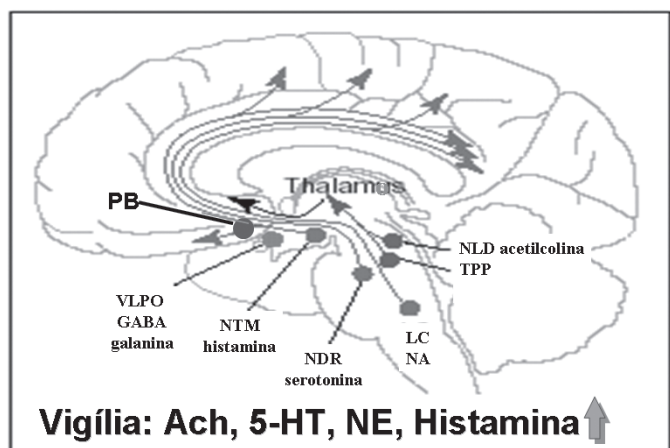 Thalamus
PB
NLD acetilcolina
TPP
VLPO
GABA
galanina
NTM
histamina
NDR
serotonina
LC
NA
Vigília: Ach, 5-HT, NE, Histamina